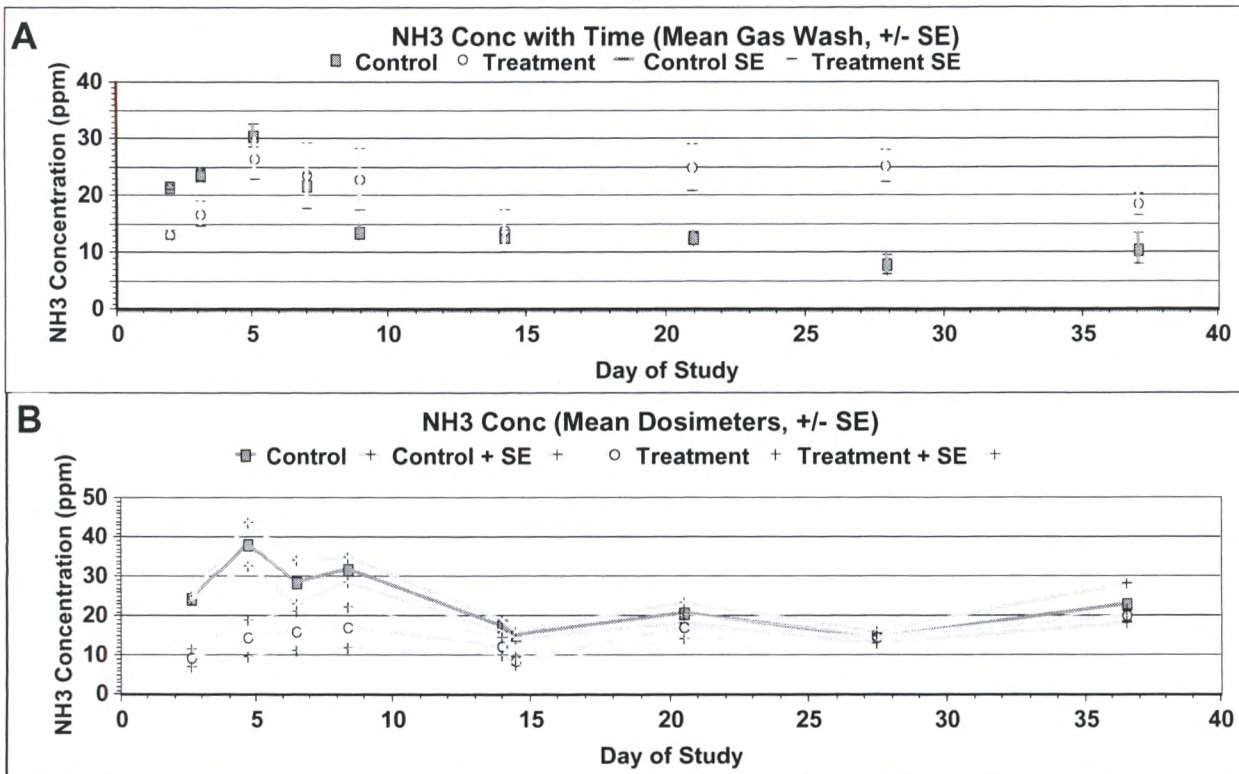 A
NH3 Conc with Time (Mean Gas Wash, +/- SE)
Control Treatment Control SE Treatment SE
NH3 Concentration (ppm)
40
30
20
10
0
0 5 10 15 20 25 30 35 40
Day of Study
B
NH3 Conc (Mean Dosimeters, +/- SE)
Control Control + SE Treatment Treatment + SE
NH3 Concentration (ppm)
50
40
30
20
10
0
0 5 10 15 20 25 30 35 40
Day of Study